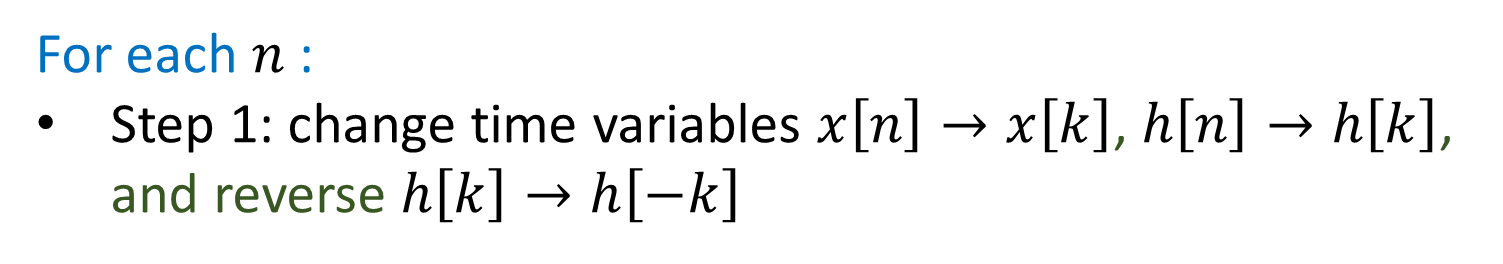 For each n :
• Step 1: change time variables x[n] → x[k], h[n] → h[k],
and reverse h[k] → h[−k]